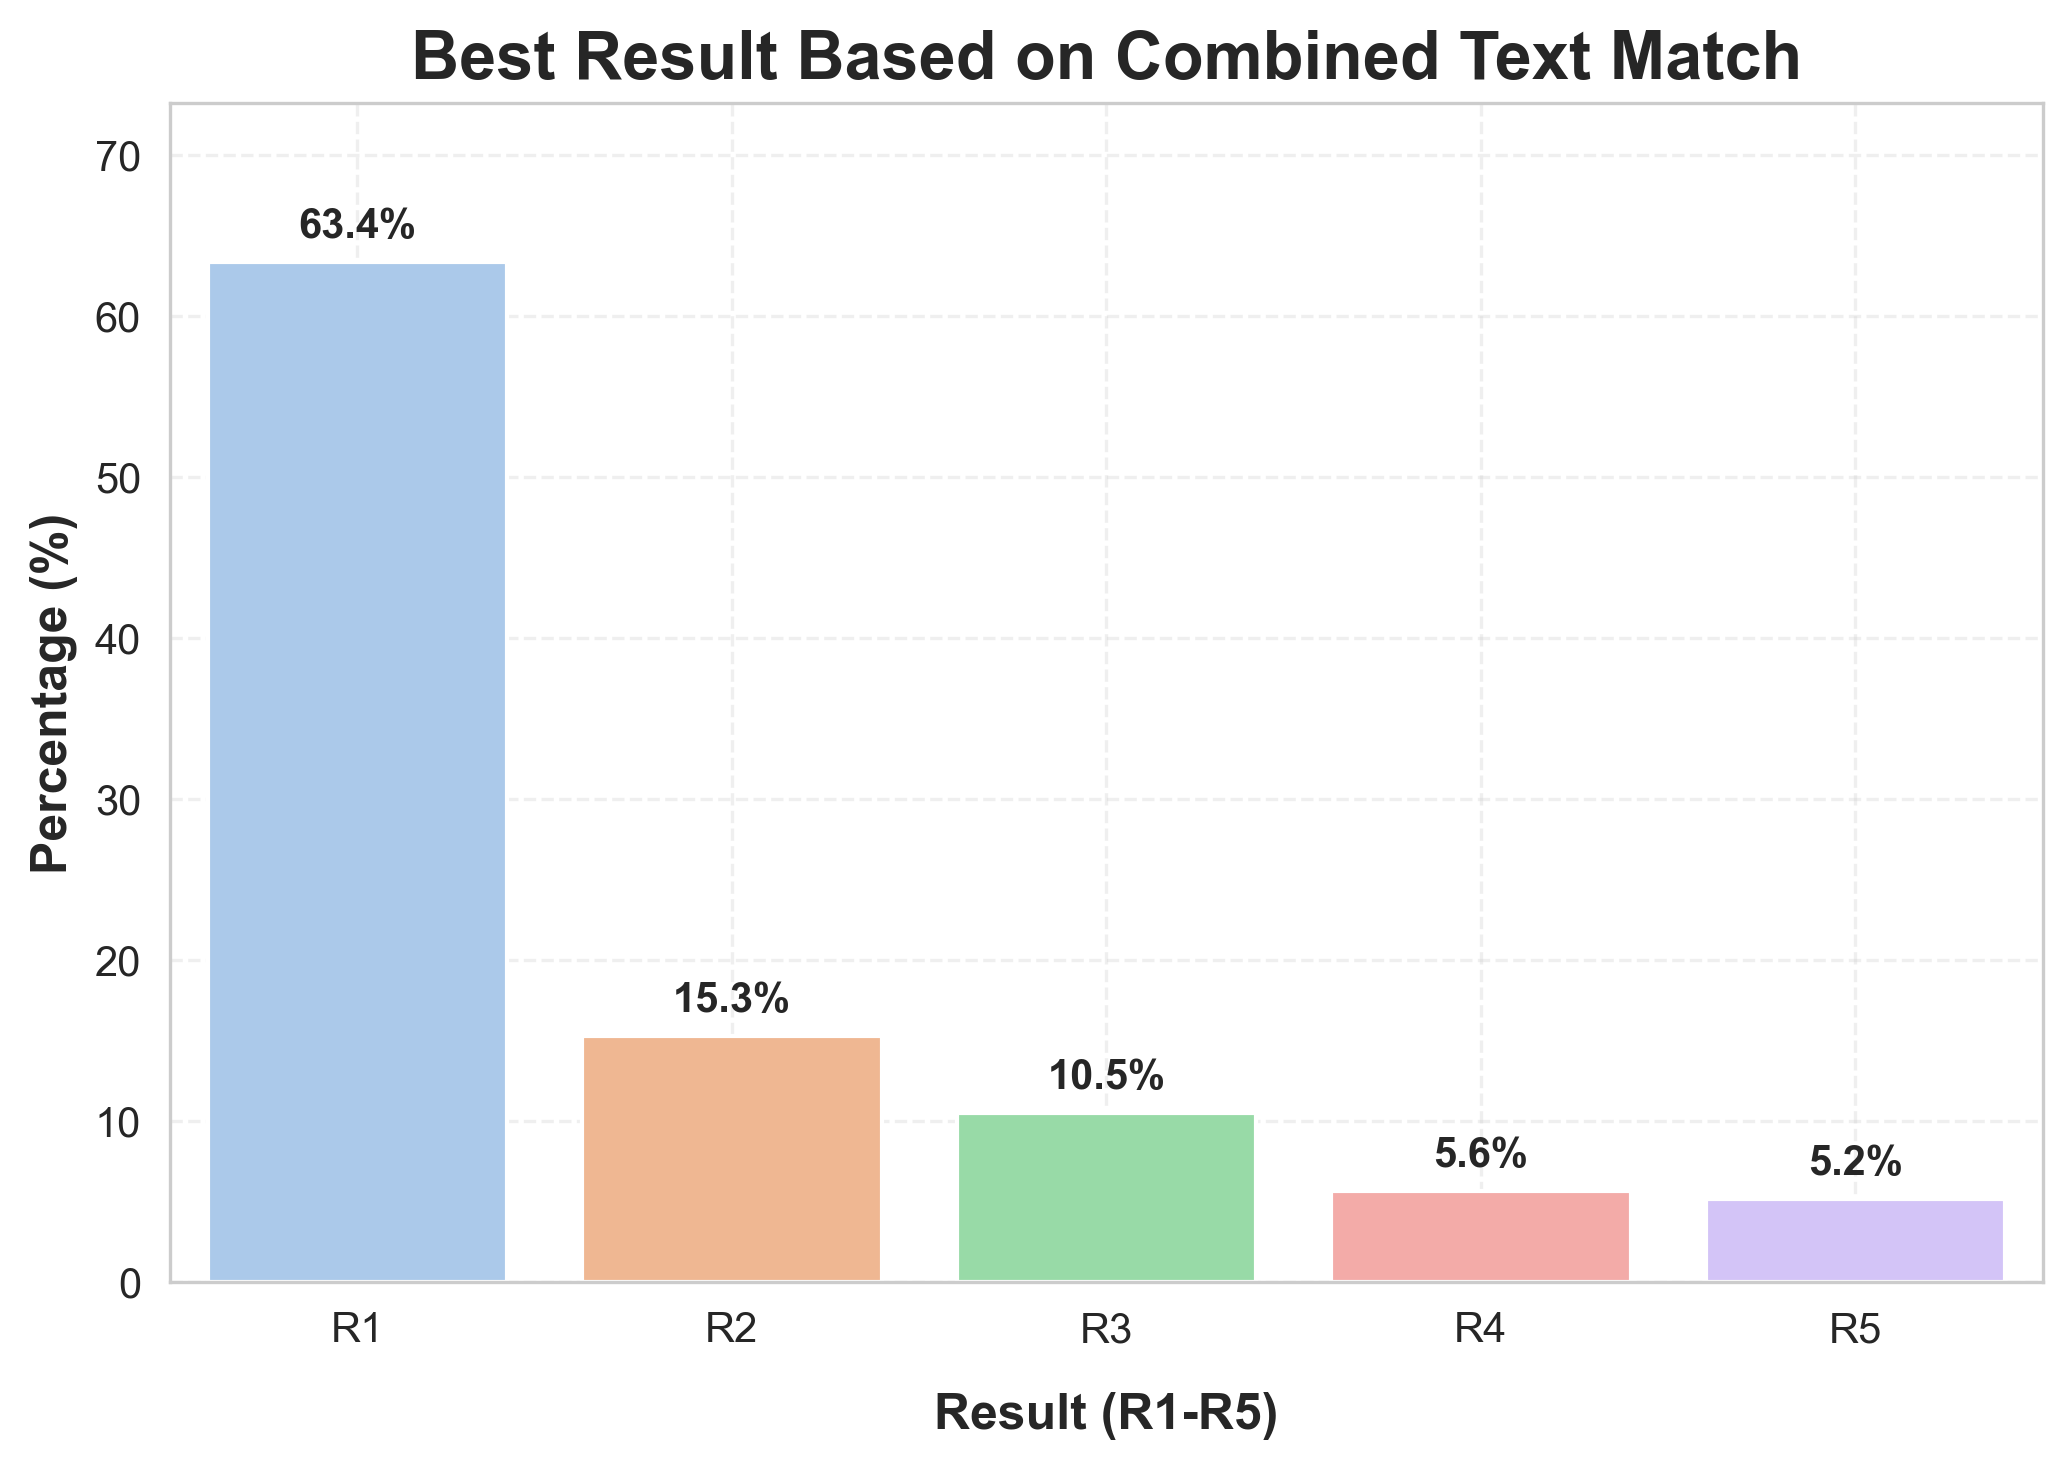 Best Result Based on Combined Text Match
Percentage (%)
70
60
50
40
30
20
10
0
63.4%
15.3%
10.5%
5.6%
5.2%
R1
R2
R3
R4
R5
Result (R1-R5)